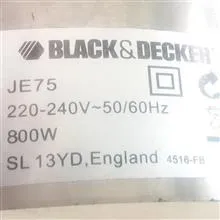 BLACK&DECKER
JE75
220-240V~50/60Hz
800W
SL 13YD,England 4516-FB